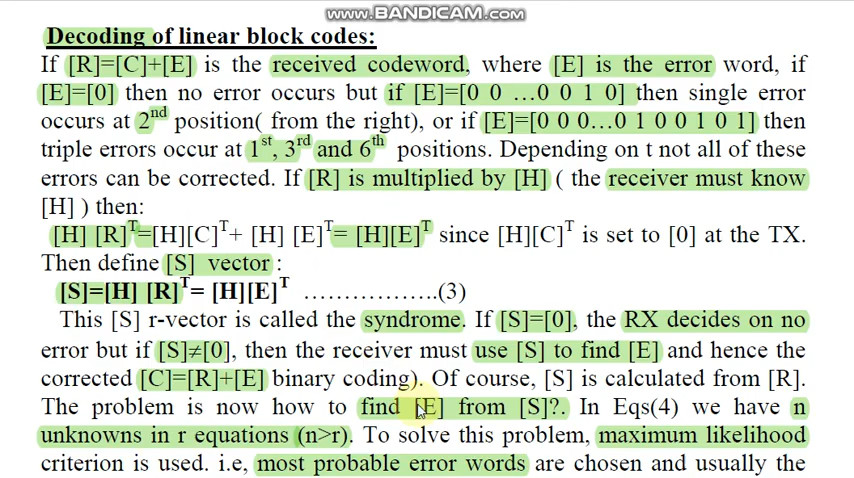 www.BANDICAM.com
Decoding of linear block codes:
If [R]=[C]+[E] is the received codeword, where [E] is the error word, if
[E]=[0] then no error occurs but if [E]=[0 0 …0 0 1 0] then single error
occurs at 2nd position( from the right), or if [E]=[0 0 0…0 1 0 0 1 0 1] then
triple errors occur at 1st, 3rd and 6th positions. Depending on t not all of these
errors can be corrected. If [R] is multiplied by [H] ( the receiver must know
[H] ) then:
[H] [R]T=[H][C]T+ [H] [E]T= [H][E]T since [H][C]T is set to [0] at the TX.
Then define [S] vector :
[S]=[H] [R]T= [H][E]T ……………..(3)
This [S] r-vector is called the syndrome. If [S]=[0], the RX decides on no
error but if [S]≠[0], then the receiver must use [S] to find [E] and hence the
corrected [C]=[R]+[E] binary coding). Of course, [S] is calculated from [R].
The problem is now how to find [E] from [S]?. In Eqs(4) we have n
unknowns in r equations (n>r). To solve this problem, maximum likelihood
criterion is used. i.e, most probable error words are chosen and usually the